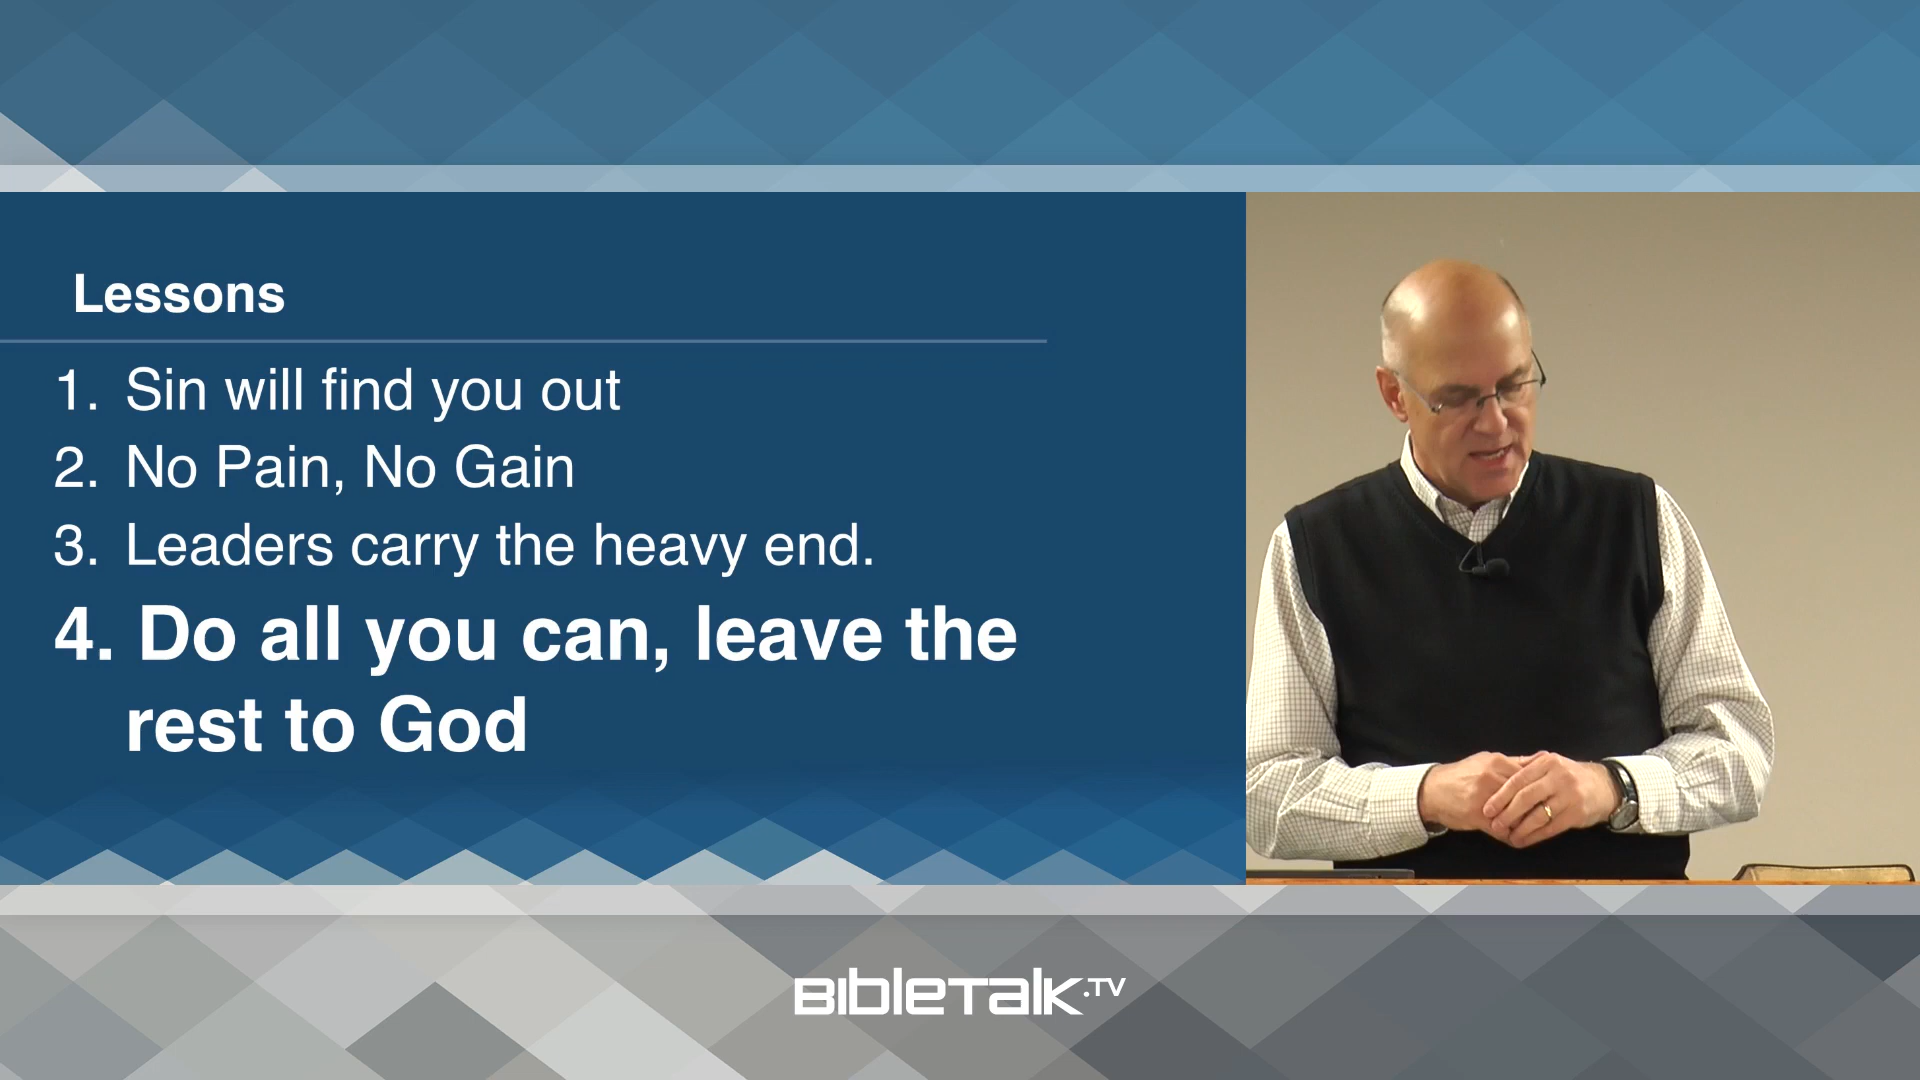 Lessons
1. Sin will find you out
2. No Pain, No Gain
3. Leaders carry the heavy end.
4. Do all you can, leave the
rest to God
BibleTalk.TV